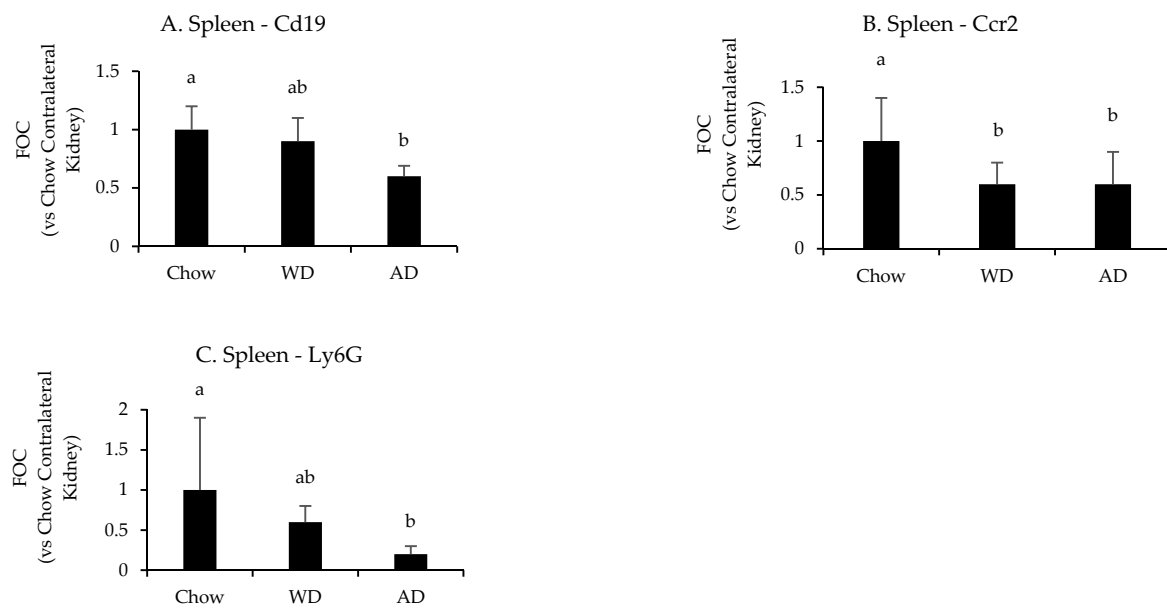 A. Spleen - Cd19
FOC
(vs Chow Contralateral
Kidney)
1.5
1
0.5
0
a
ab
b
Chow WD AD
B. Spleen - Ccr2
FOC
(vs Chow Contralateral
Kidney)
1.5
1
0.5
0
a
b
b
Chow WD AD
C. Spleen - Ly6G
FOC
(vs Chow Contralateral
Kidney)
2
1.5
1
0.5
0
a
ab
b
Chow WD AD